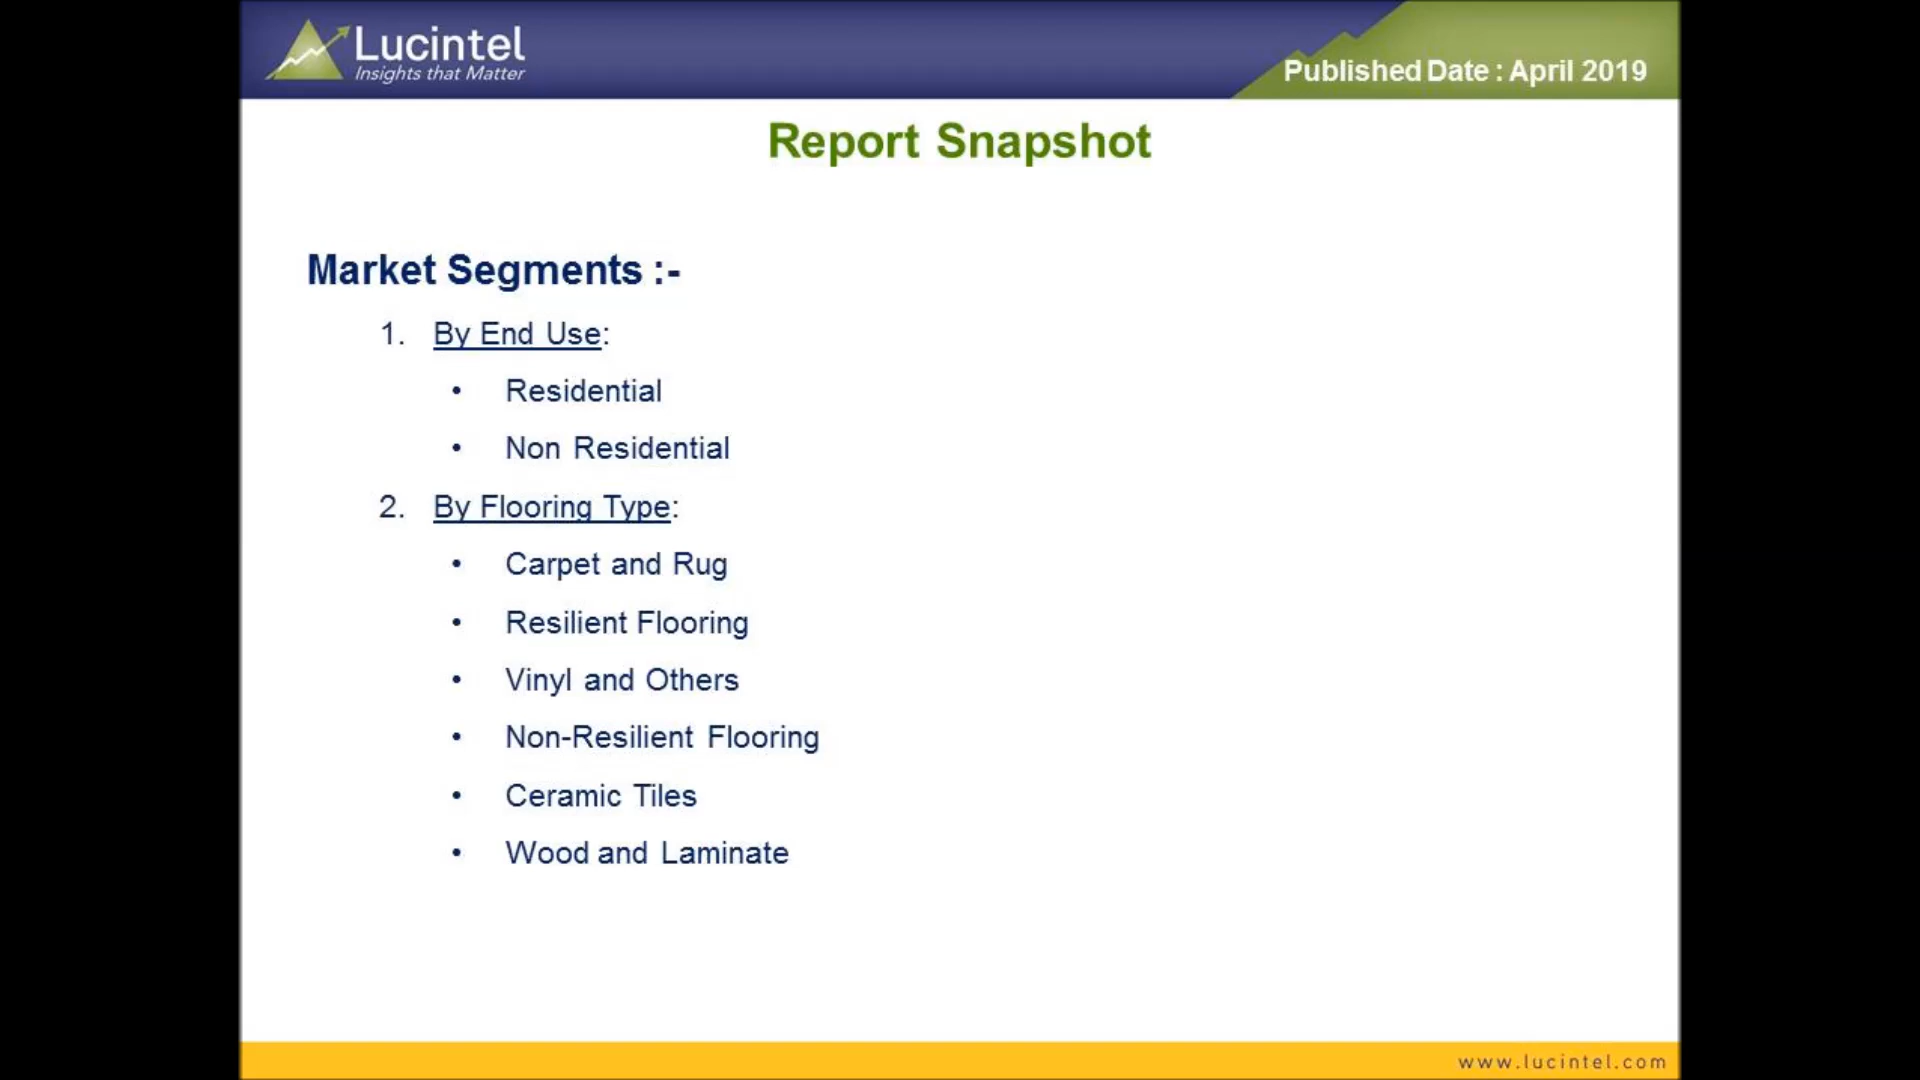 Lucintel
Insights that Matter
Published Date : April 2019
Report Snapshot
Market Segments :-
1. By End Use:
• Residential
• Non Residential
2. By Flooring Type:
• Carpet and Rug
• Resilient Flooring
• Vinyl and Others
• Non-Resilient Flooring
• Ceramic Tiles
• Wood and Laminate
www.lucintel.com